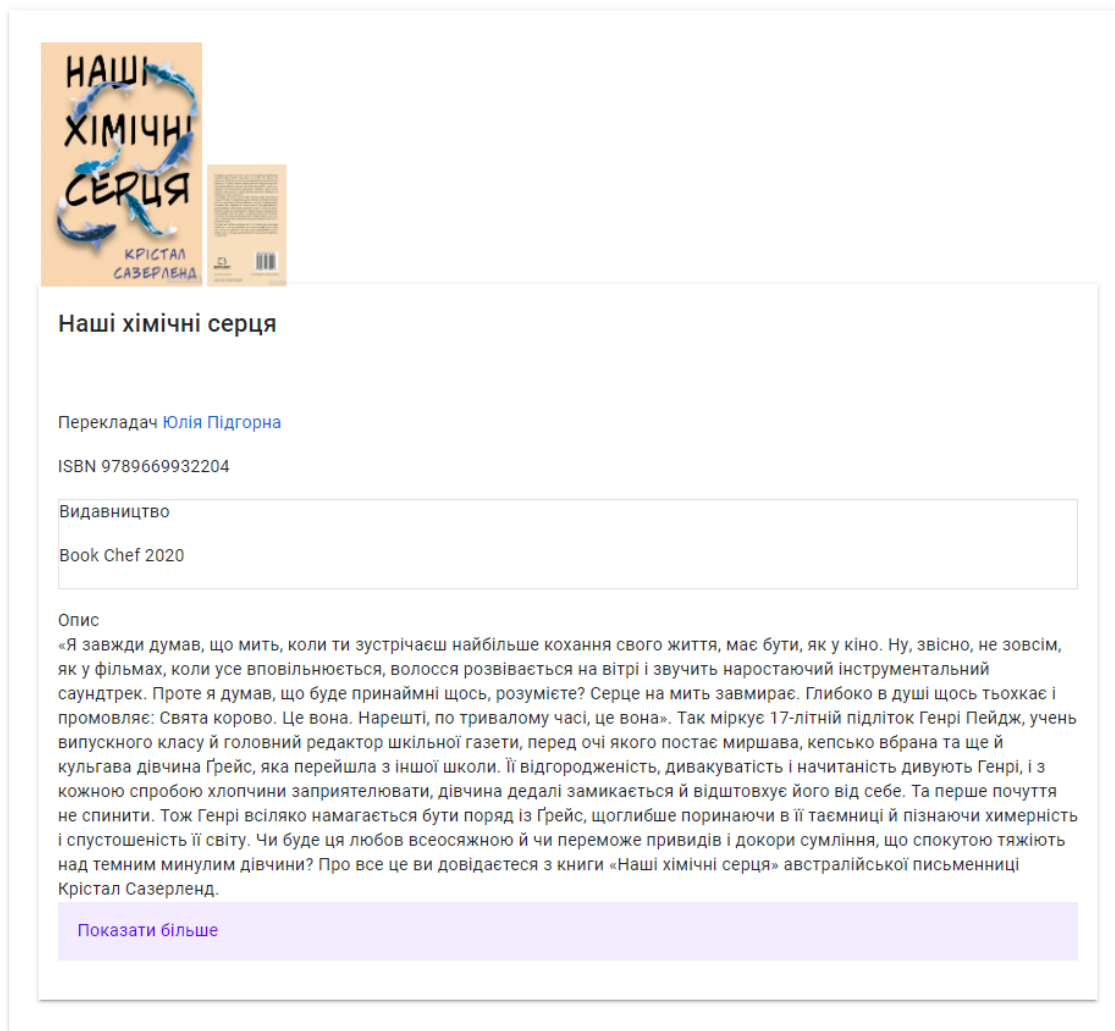 НАШІ
ХІМІЧНІ
СЕРЦЯ
КРІСТАЛ
САЗЕРЛЕНД
Наші хімічні серця
Перекладач Юлія Підгорна
ISBN 9789669932204
Видавництво
Book Chef 2020
Опис
«Я завжди думав, що мить, коли ти зустрічаєш найбільше кохання свого життя, має бути, як у кіно. Ну, звісно, не зовсім,
як у фільмах, коли усе вповільнюється, волосся розвівається на вітрі і звучить наростаючий інструментальний
саундтрек. Проте я думав, що буде принаймні щось, розумієте? Серце на мить завмирає. Глибоко в душі щось тьохкає і
промовляє: Свята корово. Це вона. Нарешті, по тривалому часі, це вона». Так міркує 17-літній підліток Генрі Пейдж, учень
випускного класу й головний редактор шкільної газети, перед очі якого постає миршава, кепсько вбрана та ще й
кульгава дівчина Ґрейс, яка перейшла з іншої школи. Її відгородженість, дивакуватість і начитаність дивують Генрі, і з
кожною спробою хлопчини заприятелювати, дівчина дедалі замикається й відштовхує його від себе. Та перше почуття
не спинити. Тож Генрі всіляко намагається бути поряд із Ґрейс, щоглибше поринаючи в її таємниці й пізнаючи химерність
і спустошеність її світу. Чи буде ця любов всеосяжною й чи переможе привидів і докори сумління, що спокутою тяжіють
над темним минулим дівчини? Про все це ви довідаєтеся з книги «Наші хімічні серця» австралійської письменниці
Крістал Сазерленд.
Показати більше